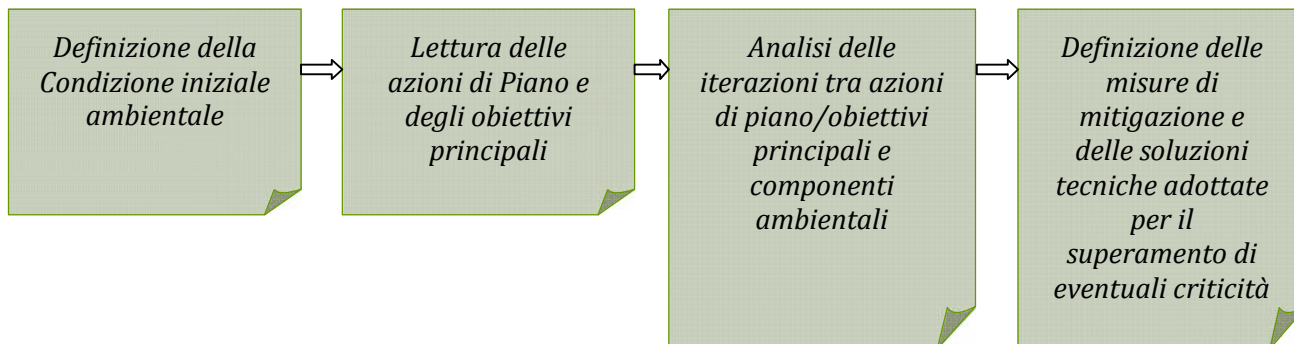 Definizione della
Condizione iniziale
ambientale
Lettura delle
azioni di Piano e
degli obiettivi
principali
Analisi delle
iterazioni tra azioni
di piano/obiettivi
principali e
componenti
ambientali
Definizione delle
misure di
mitigazione e
delle soluzioni
tecniche adottate
per il
superamento di
eventuali criticità